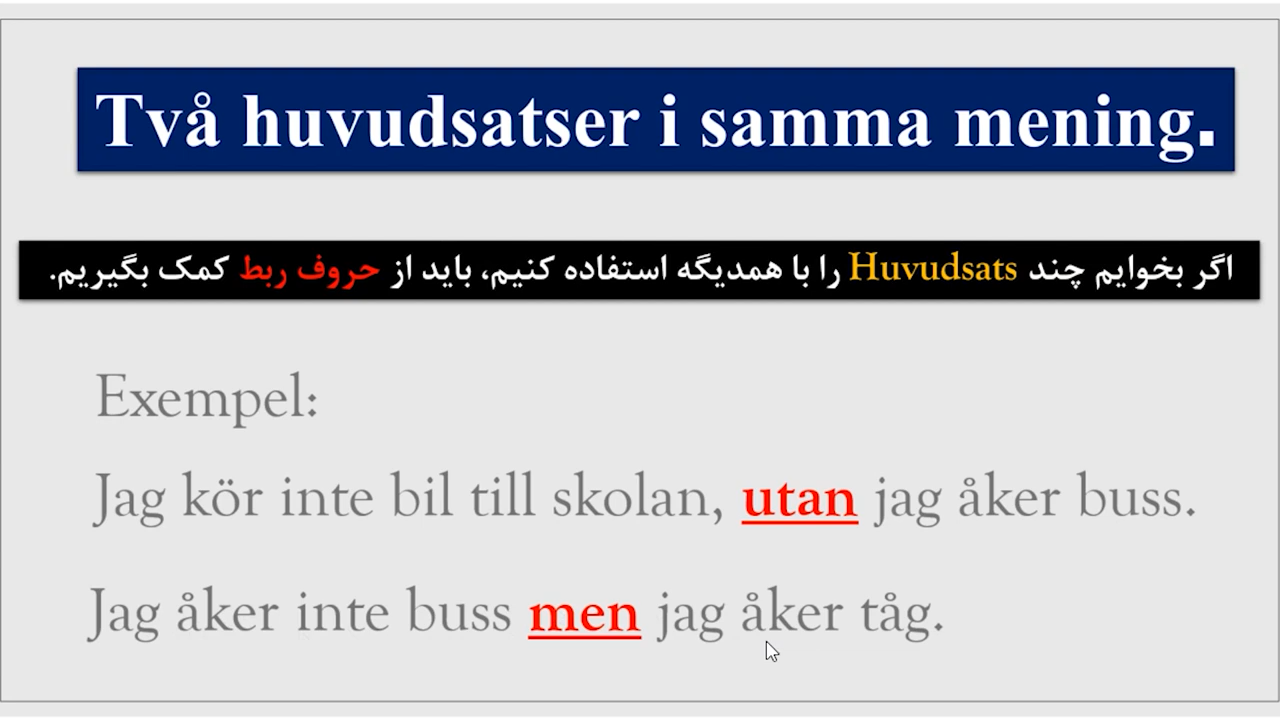 Två huvudsatser i samma mening.
اگر بخوایم چند Huvudsats را با همدیگه استفاده کنیم، باید از حروف ربط کمک بگیریم.
Exempel:
Jag kör inte bil till skolan, utan jag åker buss.
Jag åker inte buss men jag åker tåg.